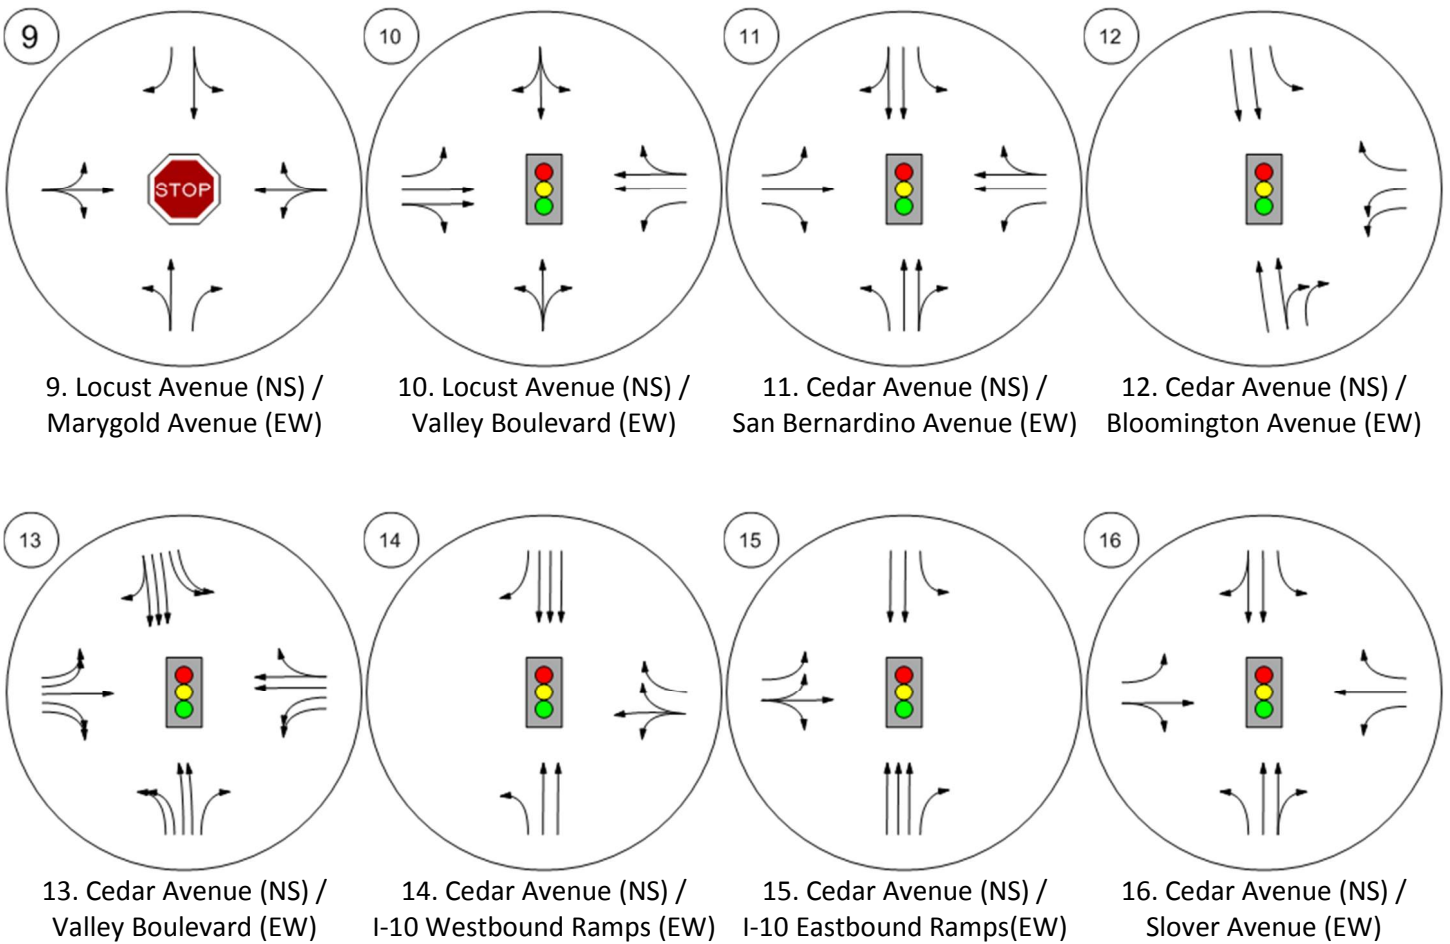 9
10
11
12
STOP
9. Locust Avenue (NS) /
Marygold Avenue (EW)
10. Locust Avenue (NS) /
Valley Boulevard (EW)
11. Cedar Avenue (NS) /
San Bernardino Avenue (EW)
12. Cedar Avenue (NS) /
Bloomington Avenue (EW)
13
14
15
16
13. Cedar Avenue (NS) /
Valley Boulevard (EW)
14. Cedar Avenue (NS) /
I-10 Westbound Ramps (EW)
15. Cedar Avenue (NS) /
I-10 Eastbound Ramps(EW)
16. Cedar Avenue (NS) /
Slover Avenue (EW)